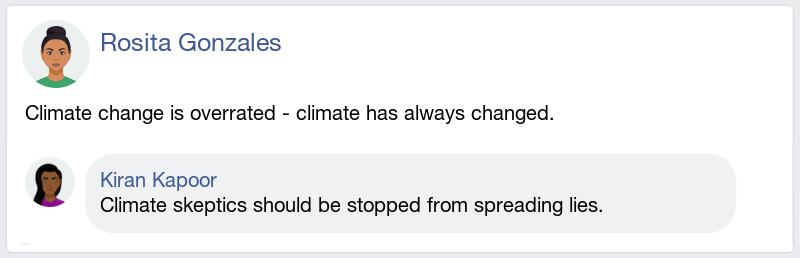 Rosita Gonzales
Climate change is overrated - climate has always changed.
Kiran Kapoor
Climate skeptics should be stopped from spreading lies.